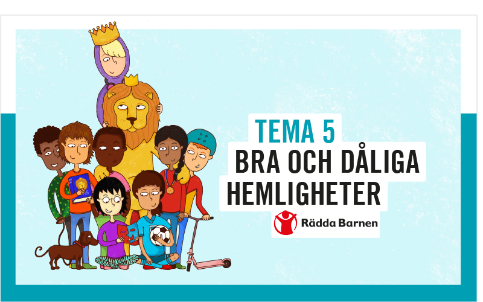 TEMA 5
BRA OCH DÅLIGA
HEMLIGHETER
Rädda Barnen